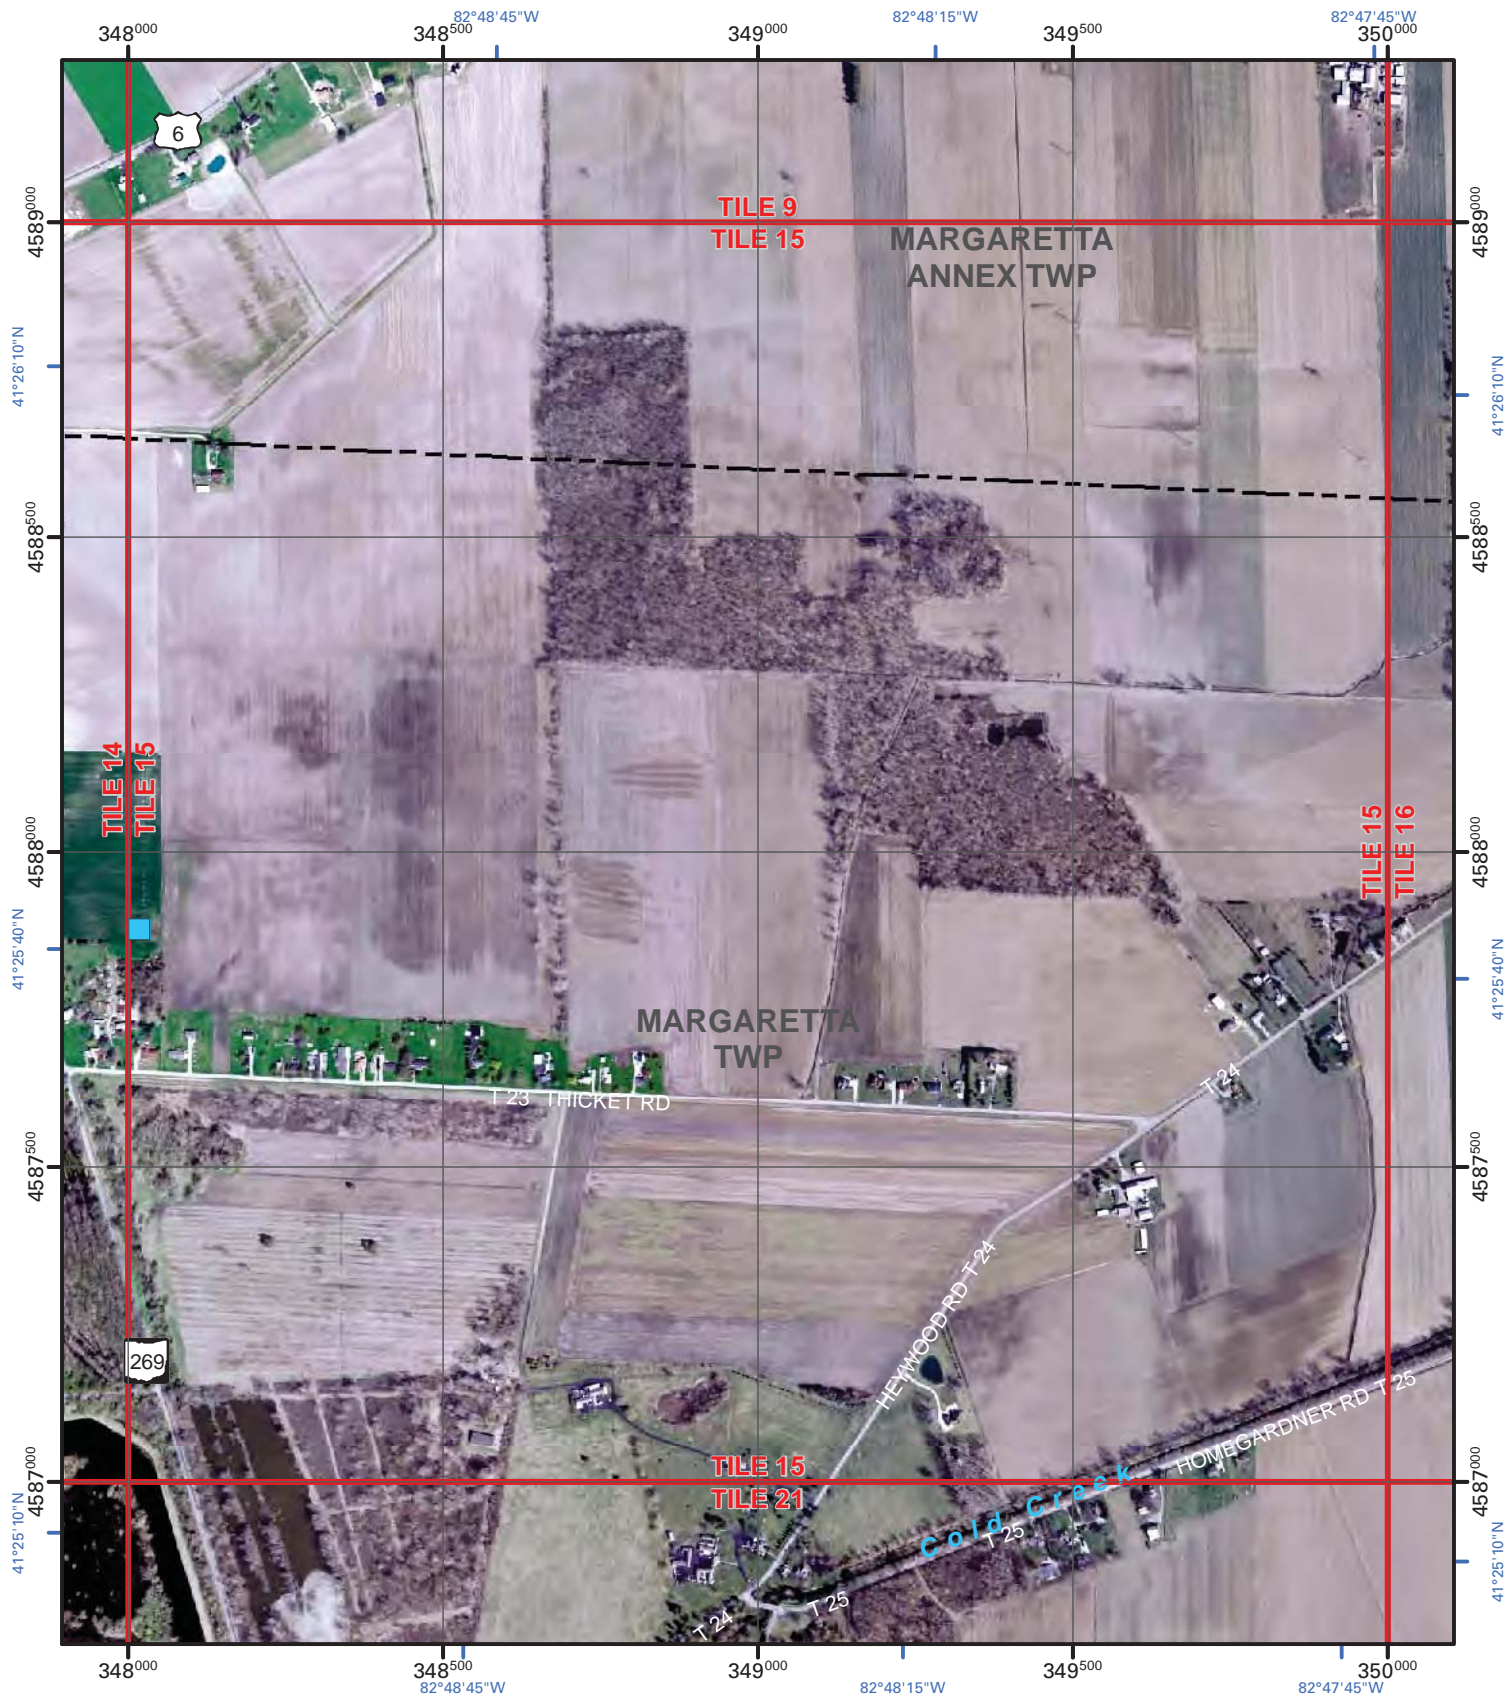 82°48'45"W 82°48'15"W 82°47'45"W
348000 348500 349000 349500 350000
6
TILE 9
TILE 15
MARGARETTA
ANNEX TWP
4589000 4589000
41°26'10"N 41°26'10"N
4588500 4588500
TILE 14
TILE 15
TILE 15
TILE 16
4588000 4588000
41°25'40"N 41°25'40"N
MARGARETTA
TWP
T 24
T 23 THICKET RD
4587500 4587500
HEYWOOD RD T 24
269
HOMEGARDNER RD T 25
TILE 15
TILE 21
4587000 4587000
Cold Creek
T 25
41°25'10"N 41°25'10"N
T 25
T 24
348000 348500 349000 349500 350000
82°48'45"W 82°48'15"W 82°47'45"W